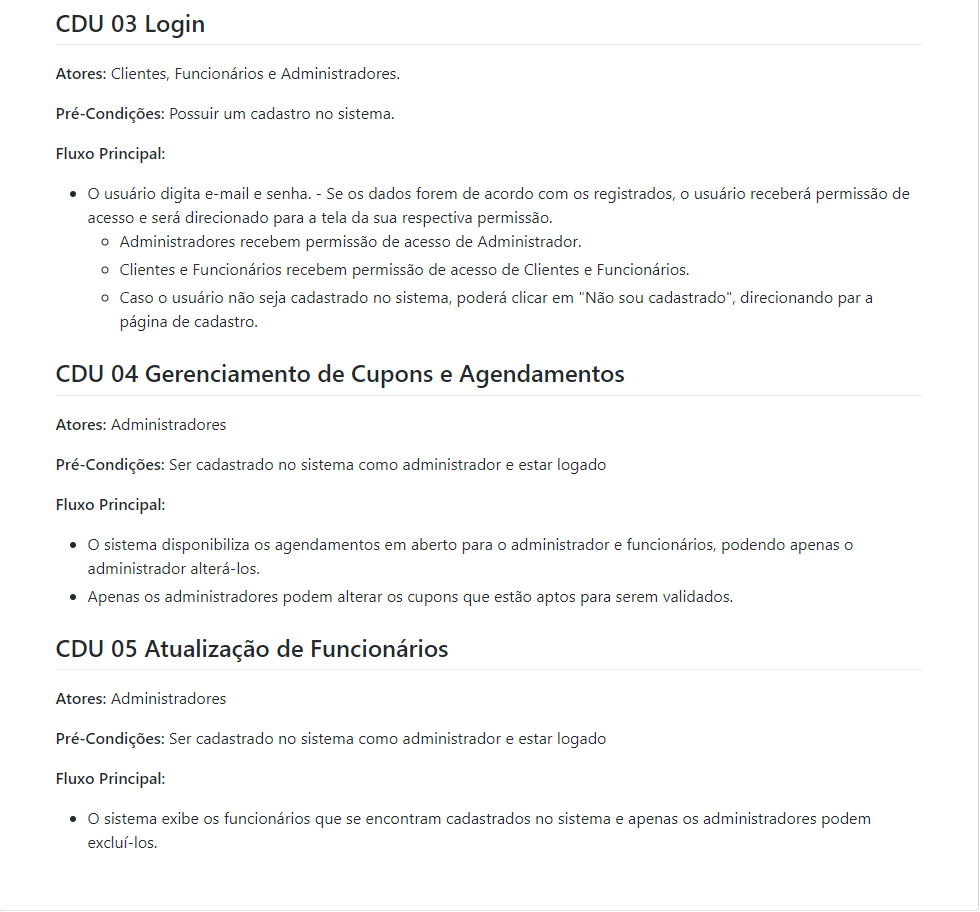 CDU 03 Login
Atores: Clientes, Funcionários e Administradores.
Pré-Condições: Possuir um cadastro no sistema.
Fluxo Principal:
O usuário digita e-mail e senha. - Se os dados forem de acordo com os registrados, o usuário receberá permissão de
acesso e será direcionado para a tela da sua respectiva permissão.
Administradores recebem permissão de acesso de Administrador.
Clientes e Funcionários recebem permissão de acesso de Clientes e Funcionários.
Caso o usuário não seja cadastrado no sistema, poderá clicar em "Não sou cadastrado", direcionando par a
página de cadastro.
CDU 04 Gerenciamento de Cupons e Agendamentos
Atores: Administradores
Pré-Condições: Ser cadastrado no sistema como administrador e estar logado
Fluxo Principal:
O sistema disponibiliza os agendamentos em aberto para o administrador e funcionários, podendo apenas o
administrador alterá-los.
Apenas os administradores podem alterar os cupons que estão aptos para serem validados.
CDU 05 Atualização de Funcionários
Atores: Administradores
Pré-Condições: Ser cadastrado no sistema como administrador e estar logado
Fluxo Principal:
O sistema exibe os funcionários que se encontram cadastrados no sistema e apenas os administradores podem
excluí-los.